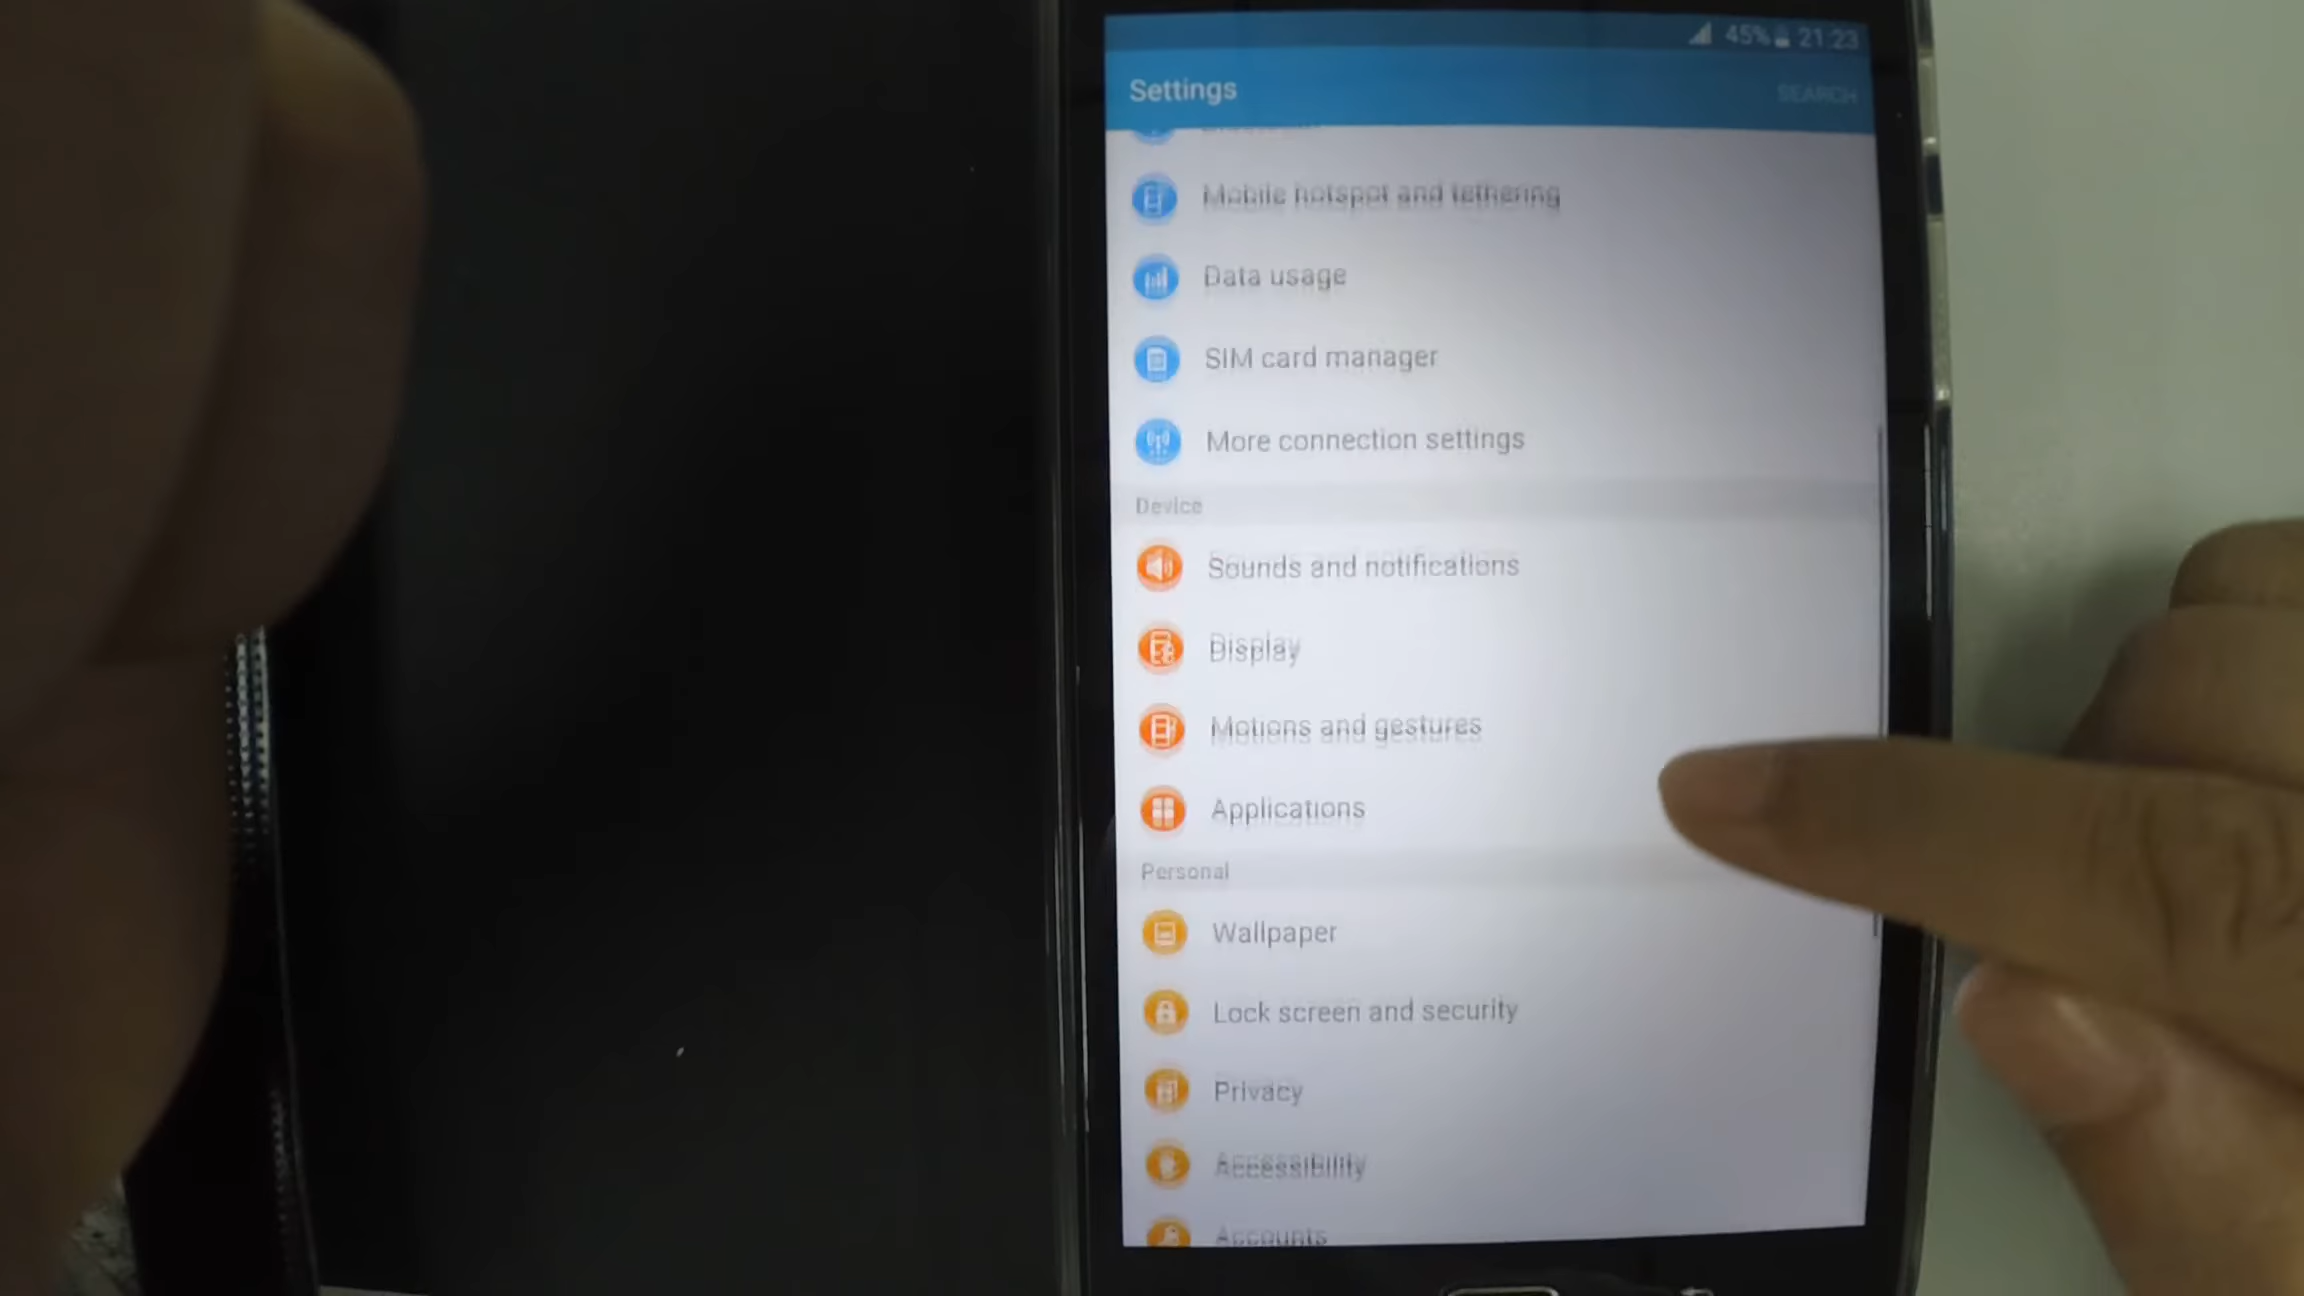 45% 21:23
Settings
SEARCH
Mobile hotspot and tethering
Data usage
SIM card manager
More connection settings
Device
Sounds and notifications
Display
Motions and gestures
Applications
Personal
Wallpaper
Lock screen and security
Privacy
Accessibility
Accounts